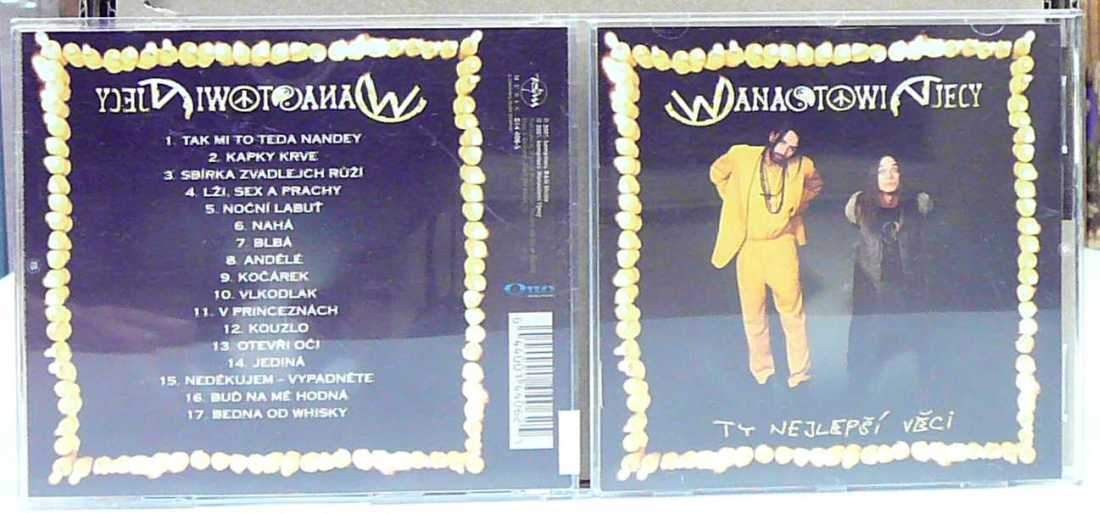 WANASTOWI VJECY
1. TAK MI TO TEDA NANDEY
2. KAPKY KRVE
3. SBÍRKA ZVADLEJCH RŮŽÍ
4. LŽI, SEX A PRACHY
5. NOČNÍ LABUŤ
6. NAHÁ
7. BLBÁ
8. ANDĚLÉ
9. KOČÁREK
10. VLKODLAK
11. V PRINCEZNÁCH
12. KOUZLO
13. OTEVŘI OČI
14. JEDINÁ
15. NEDĚKUJEM – VYPADNĚTE
16. BUĎ NA MĚ HODNÁ
17. BEDNA OD WHISKY
WANASTOWI VJECY
TY NEJLEPŠÍ VĚCI